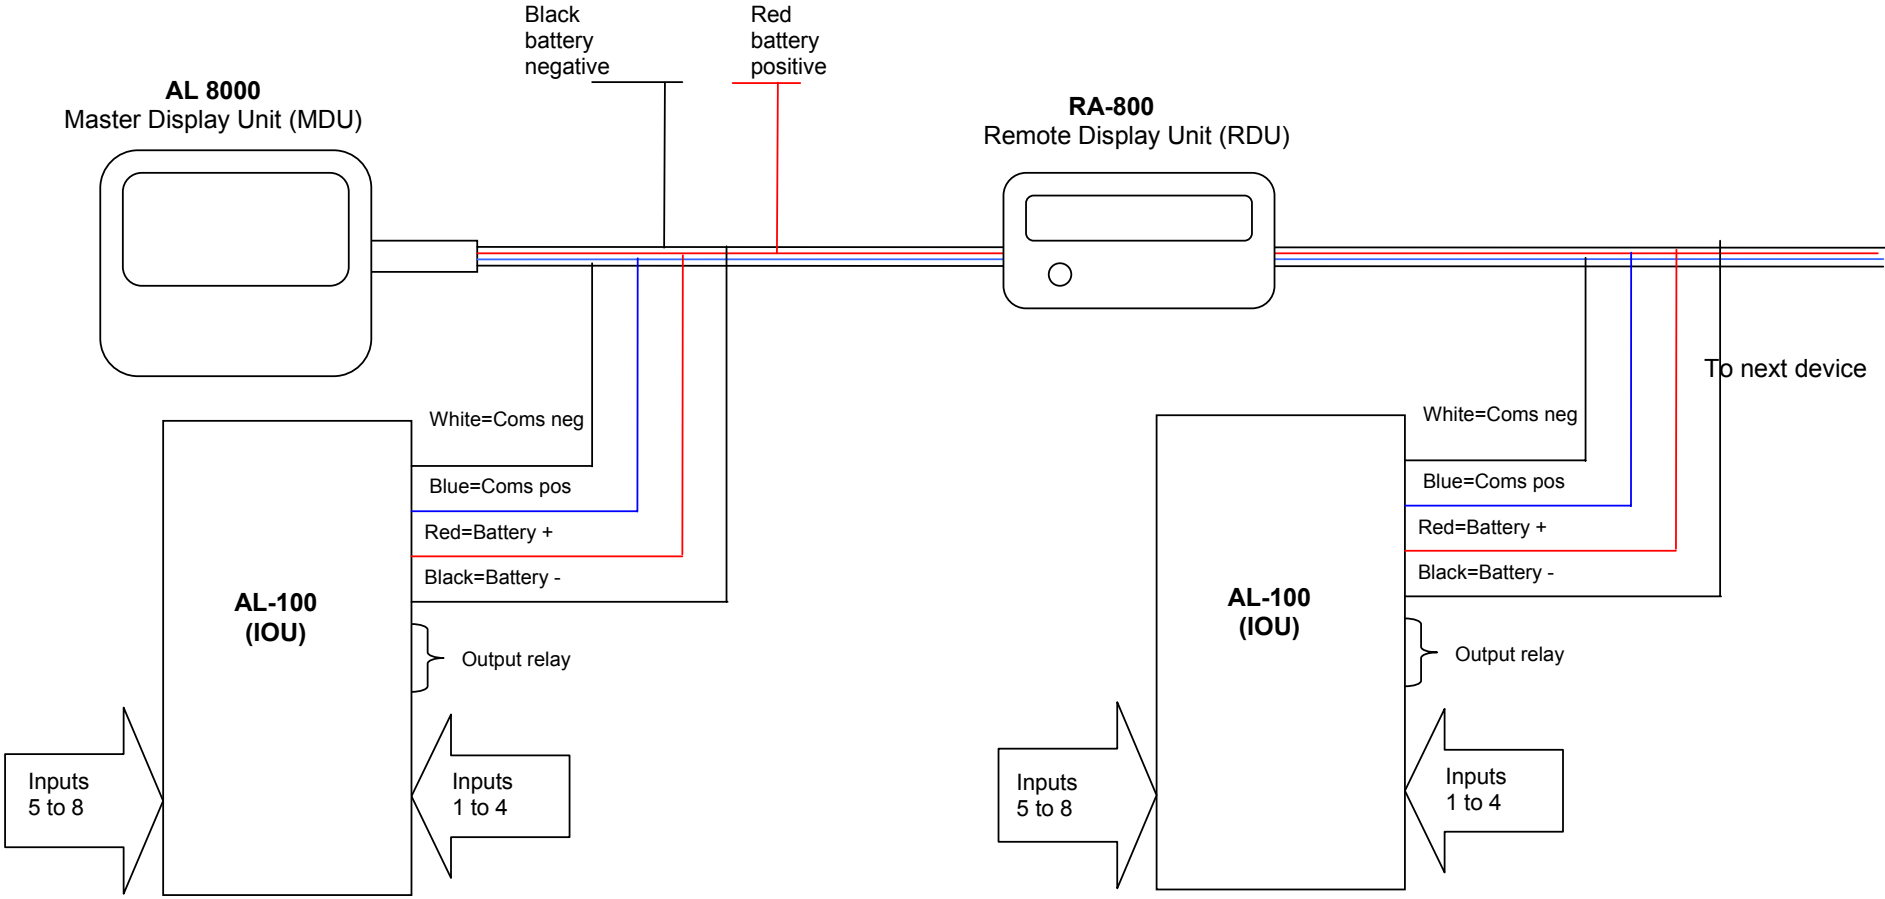 Black
battery
negative
Red
battery
positive
AL 8000
Master Display Unit (MDU)
RA-800
Remote Display Unit (RDU)
To next device
White=Coms neg
Blue=Coms pos
Red=Battery +
Black=Battery -
AL-100
(IOU)
Output relay
Inputs
5 to 8
Inputs
1 to 4
White=Coms neg
Blue=Coms pos
Red=Battery +
Black=Battery -
AL-100
(IOU)
Output relay
Inputs
5 to 8
Inputs
1 to 4